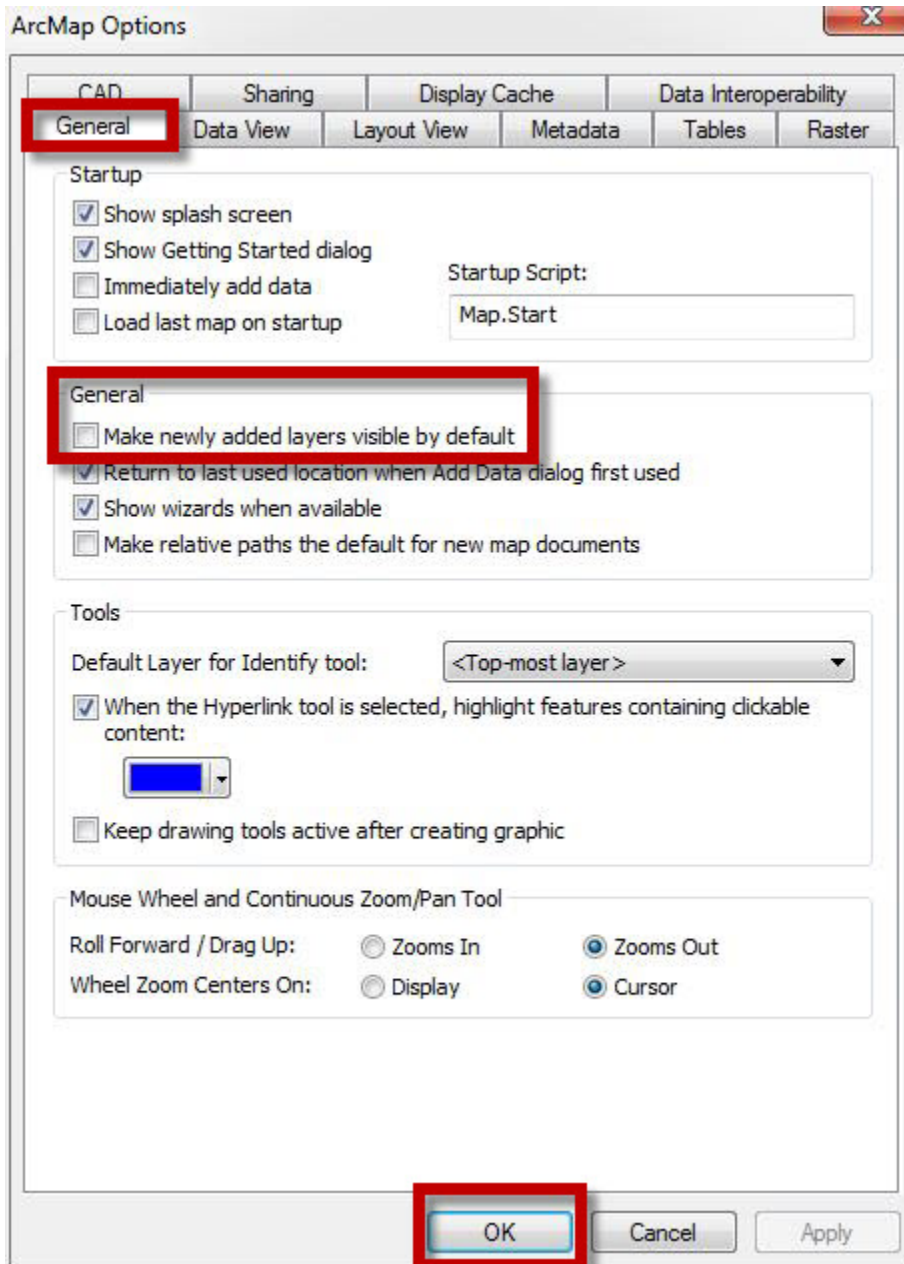 ArcMap Options
CAD Sharing Display Cache Data Interoperability
General Data View Layout View Metadata Tables Raster
Startup
Show splash screen
Show Getting Started dialog
Immediately add data
Load last map on startup
Startup Script:
Map.Start
General
Make newly added layers visible by default
Return to last used location when Add Data dialog first used
Show wizards when available
Make relative paths the default for new map documents
Tools
Default Layer for Identify tool: <Top-most layer>
When the Hyperlink tool is selected, highlight features containing clickable
content:
Keep drawing tools active after creating graphic
Mouse Wheel and Continuous Zoom/Pan Tool
Roll Forward / Drag Up: Zooms In Zooms Out
Wheel Zoom Centers On: Display Cursor
OK Cancel Apply